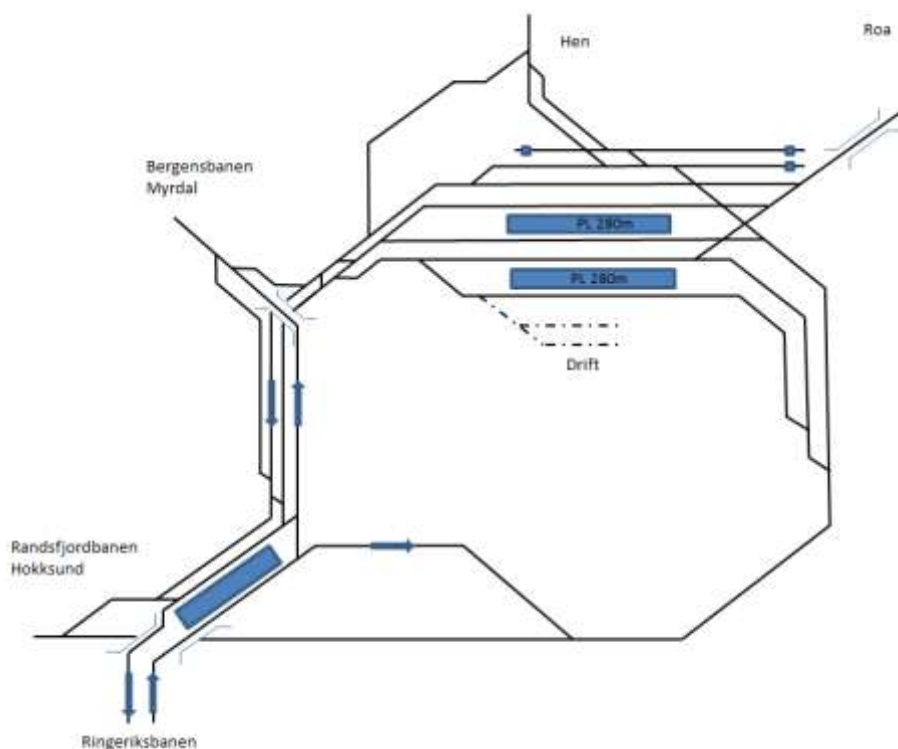 Hen
Roa
Bergensbanen
Myrdal
PL 280m
PL 280m
Drift
Randsfjordbanen
Hokksund
Ringeriksbanen